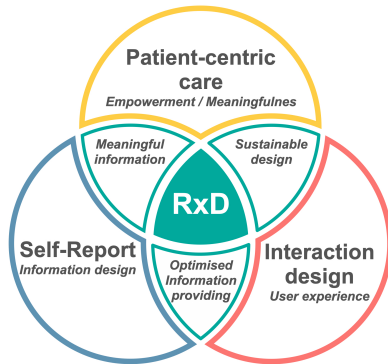 Patient-centric
care
Empowerment / Meaningfulnes
Meaningful
information
Sustainable
design
RxD
Self-Report
Information design
Optimised
Information
providing
Interaction
design
User experience